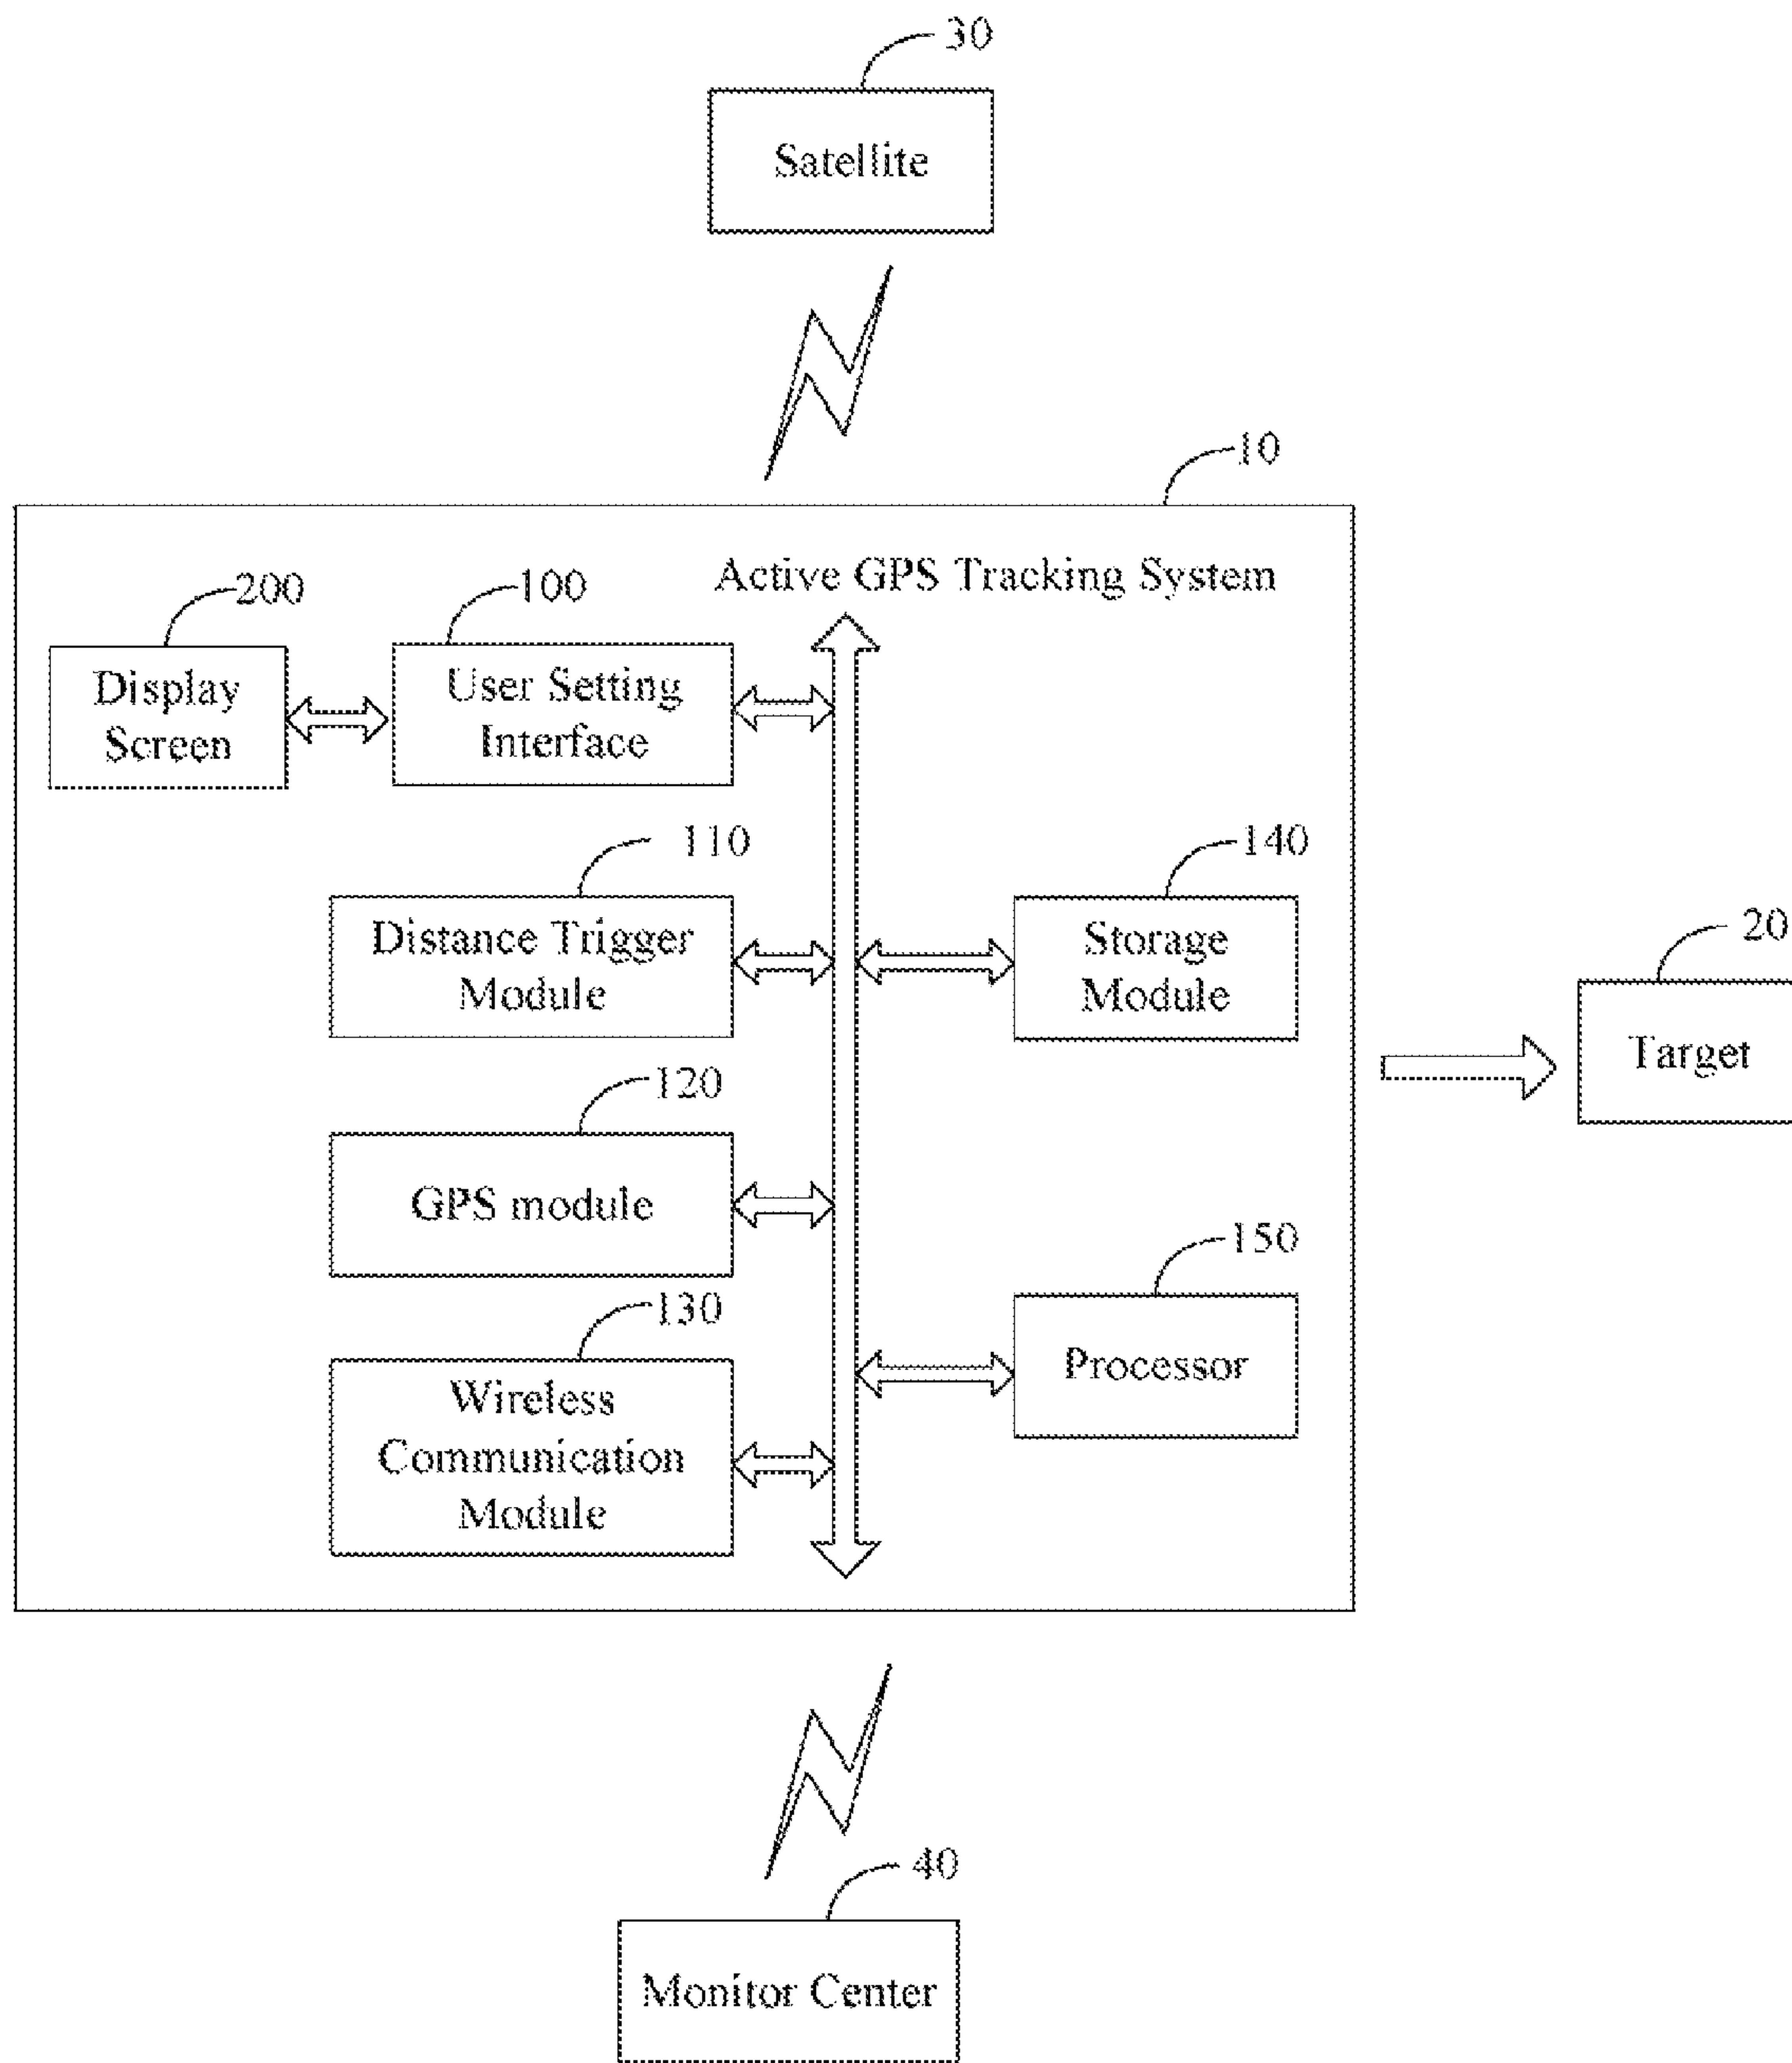 30
Satellite
10
Active GPS Tracking System
200
100
Display
Screen
User Setting
Interface
110
140
Distance Trigger
Module
Storage
Module
20
Target
120
GPS module
150
Processor
130
Wireless
Communication
Module
40
Monitor Center